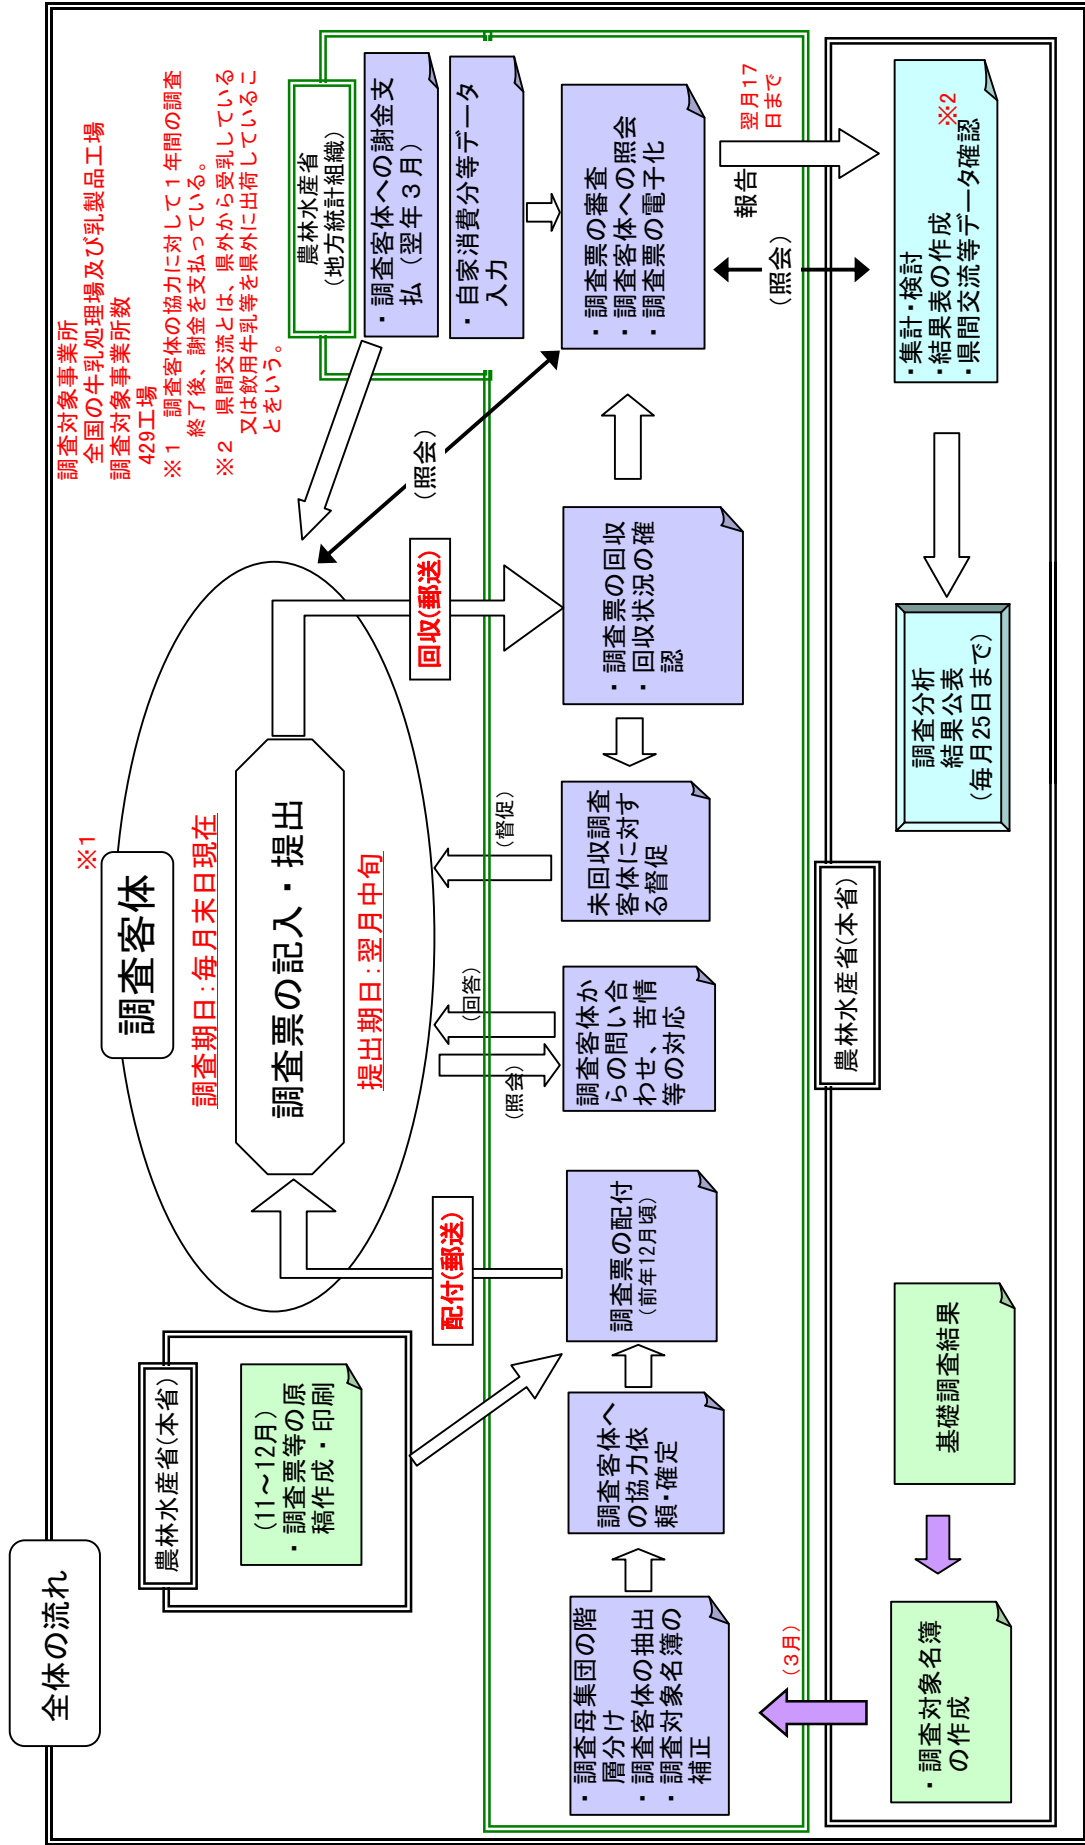 全体の流れ
農林水産省(本省)
(11～12月)
・調査票等の原
稿作成・印刷
調査客体
※1
調査期日:毎月末日現在
調査票の記入・提出
提出期日:翌月中旬
調査対象事業所
全国の牛乳処理場及び乳製品工場
調査対象事業所数
429工場
※1　調査客体の協力に対して1年間の調査
終了後、謝金を支払っている。
※2　県間交流とは、県外から受乳している
又は飲用牛乳等を県外に出荷しているこ
とをいう。
配付(郵送)
(照会)
(回答)
(督促)
回収(郵送)
(照会)
農林水産省
(地方統計組織)
・調査客体への謝金支
払(翌年3月)
・自家消費分等データ
入力
・調査母集団の階
層分け
・調査客体の抽出
・調査対象名簿の
補正
調査客体へ
の協力依
頼・確定
調査票の配付
(前年12月頃)
調査客体か
らの問い合
わせ、苦情
等の対応
未回収調査
客体に対す
る督促
・調査票の回収
・回収状況の確
認
・調査票の審査
・調査客体への照会
・調査票の電子化
(3月)
(照会)
報告
翌月17
日まで
農林水産省(本省)
・調査対象名簿
の作成
基礎調査結果
調査分析
結果公表
(毎月25日まで)
・集計・検討
・結果表の作成
・県間交流等データ確認
※2